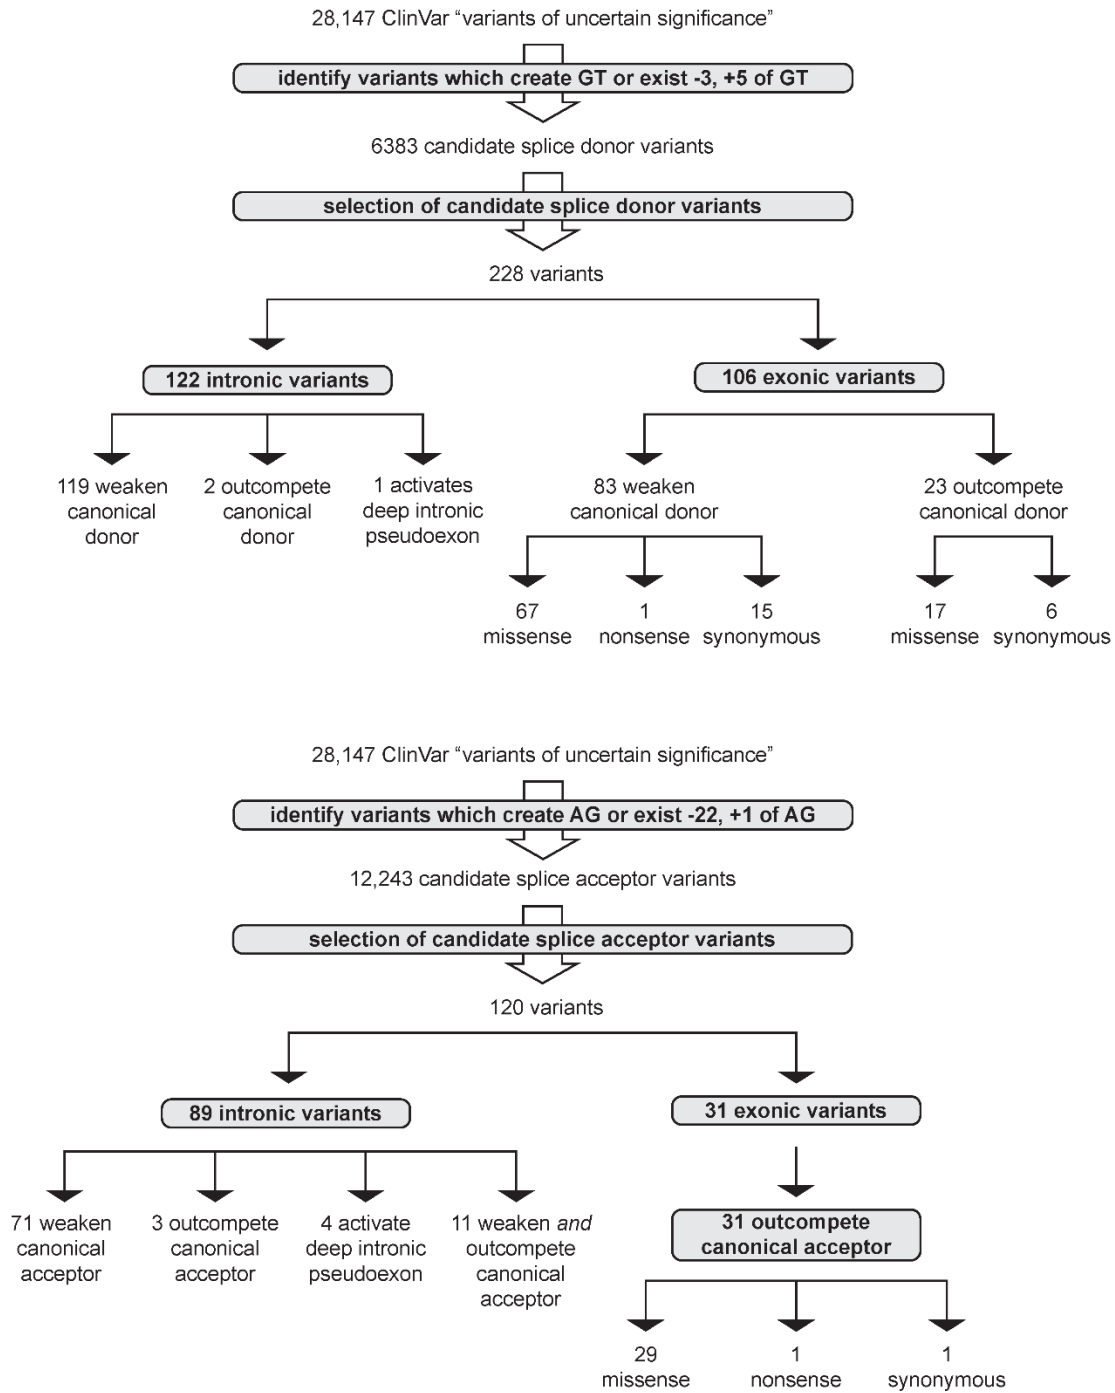 28,147 ClinVar “variants of uncertain significance”
identify variants which create GT or exist -3, +5 of GT
6383 candidate splice donor variants
selection of candidate splice donor variants
228 variants
122 intronic variants
106 exonic variants
119 weaken
canonical
donor
2 outcompete
canonical
donor
1 activates
deep intronic
pseudoexon
83 weaken
canonical donor
23 outcompete
canonical donor
67
missense
1
nonsense
15
synonymous
17
missense
6
synonymous
28,147 ClinVar “variants of uncertain significance”
identify variants which create AG or exist -22, +1 of AG
12,243 candidate splice acceptor variants
selection of candidate splice acceptor variants
120 variants
89 intronic variants
31 exonic variants
71 weaken
canonical
acceptor
3 outcompete
canonical
acceptor
4 activate
deep intronic
pseudoexon
11 weaken and
outcompete
canonical
acceptor
31 outcompete
canonical acceptor
29
missense
1
nonsense
1
synonymous